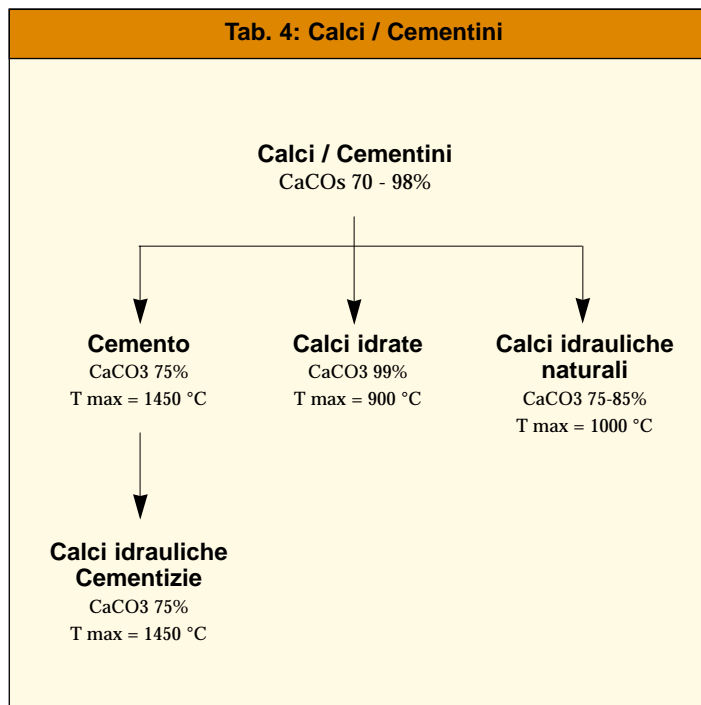 Tab. 4: Calci / Cementini
Calci / Cementini
CaCOs 70 - 98%
Cemento
CaCO3 75%
T max = 1450 °C
Calci idrate
CaCO3 99%
T max = 900 °C
Calci idrauliche
naturali
CaCO3 75-85%
T max = 1000 °C
Calci idrauliche
Cementizie
CaCO3 75%
T max = 1450 °C